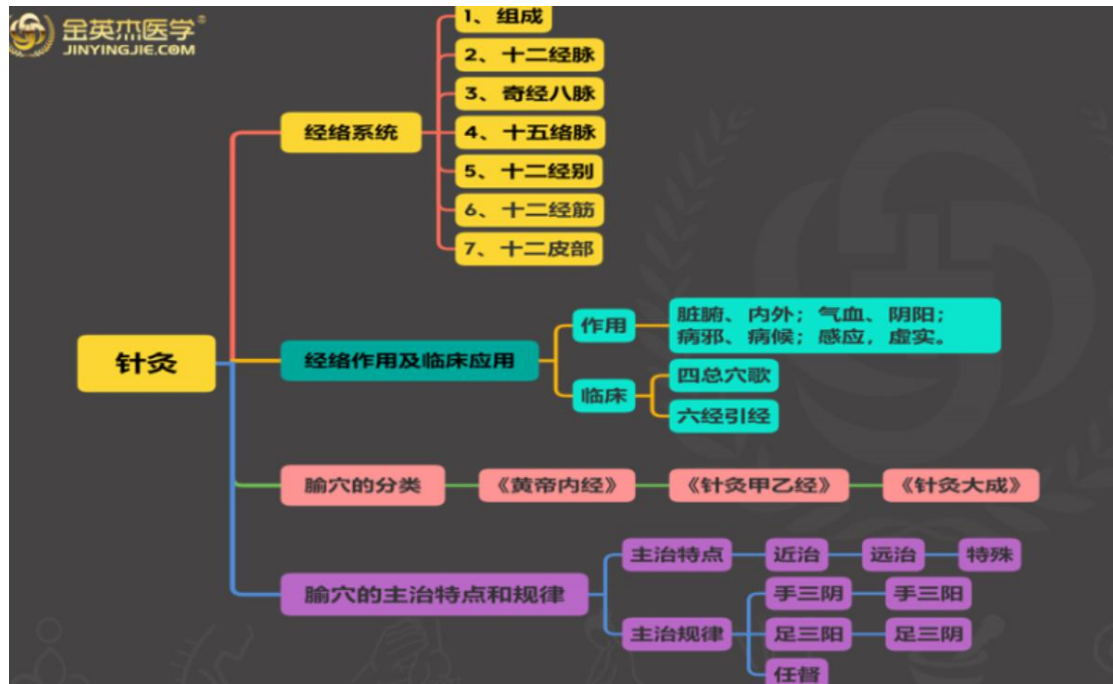 金英杰医学®
JINYINGJIE.COM
1、组成
2、十二经脉
3、奇经八脉
经络系统
4、十五络脉
5、十二经别
6、十二经筋
7、十二皮部
针灸
经络作用及临床应用
作用
脏腑、内外；气血、阴阳；
病邪、病候；感应，虚实。
临床
四总穴歌
六经引经
腧穴的分类
《黄帝内经》
《针灸甲乙经》
《针灸大成》
腧穴的主治特点和规律
主治特点
近治
远治
特殊
主治规律
手三阴
手三阳
足三阳
足三阴
任督